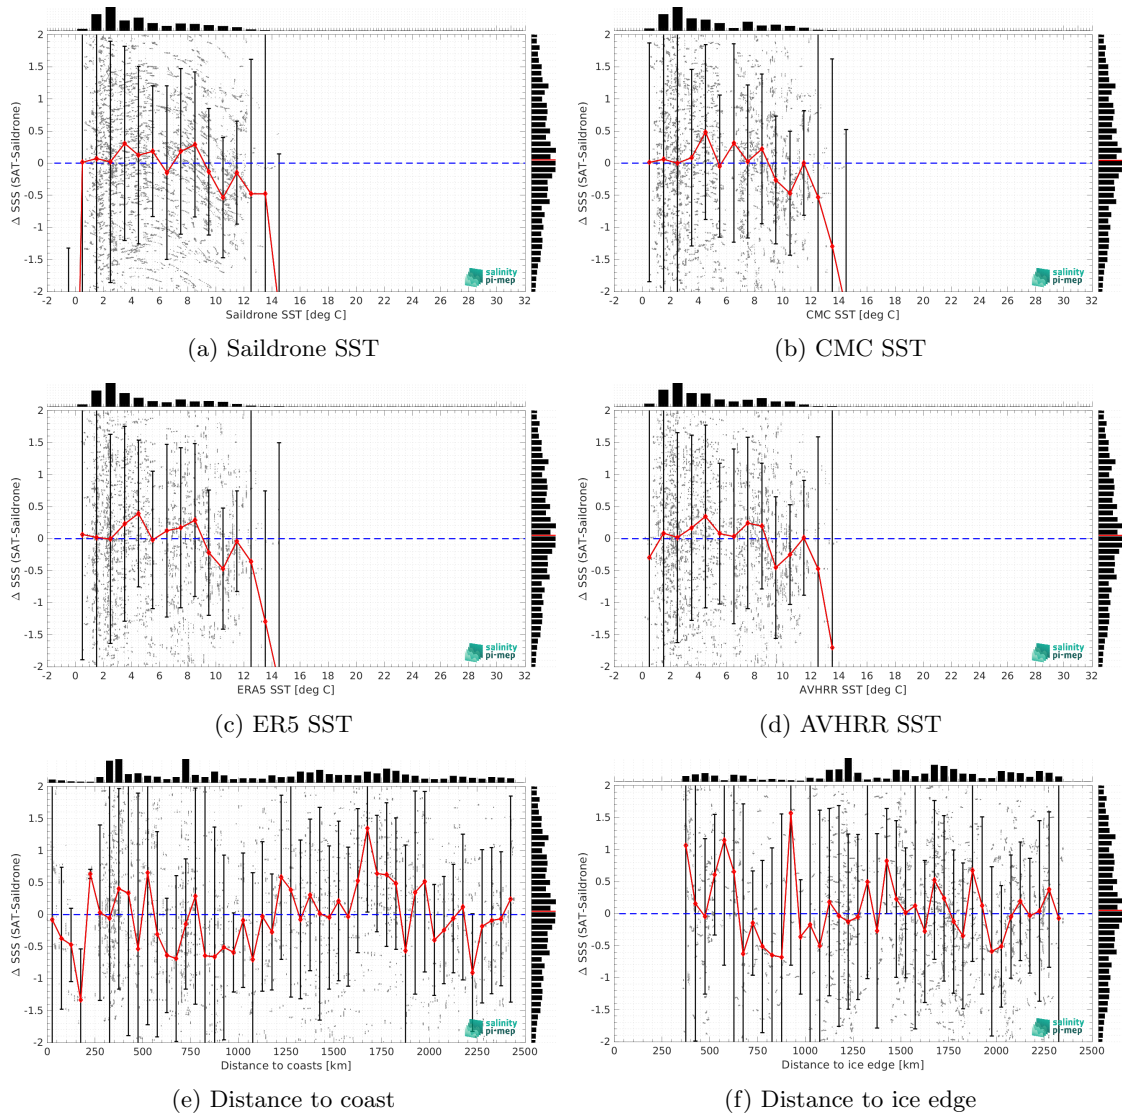 2
1.5
1
0.5
0
-0.5
-1
-1.5
-2
Δ SSS (SAT-Saildrone)
-2 0 2 4 6 8 10 12 14 16 18 20 22 24 26 28 30 32
Saildrone SST [deg C]
salinity
pi-mep
(a) Saildrone SST
2
1.5
1
0.5
0
-0.5
-1
-1.5
-2
Δ SSS (SAT-Saildrone)
-2 0 2 4 6 8 10 12 14 16 18 20 22 24 26 28 30 32
CMC SST [deg C]
salinity
pi-mep
(b) CMC SST
2
1.5
1
0.5
0
-0.5
-1
-1.5
-2
Δ SSS (SAT-Saildrone)
-2 0 2 4 6 8 10 12 14 16 18 20 22 24 26 28 30 32
ERA5 SST [deg C]
salinity
pi-mep
(c) ER5 SST
2
1.5
1
0.5
0
-0.5
-1
-1.5
-2
Δ SSS (SAT-Saildrone)
-2 0 2 4 6 8 10 12 14 16 18 20 22 24 26 28 30 32
AVHRR SST [deg C]
salinity
pi-mep
(d) AVHRR SST
2
1.5
1
0.5
0
-0.5
-1
-1.5
-2
Δ SSS (SAT-Saildrone)
0 250 500 750 1000 1250 1500 1750 2000 2250 2500
Distance to coasts [km]
salinity
pi-mep
(e) Distance to coast
2
1.5
1
0.5
0
-0.5
-1
-1.5
-2
Δ SSS (SAT-Saildrone)
0 250 500 750 1000 1250 1500 1750 2000 2250 2500
Distance to ice edge [km]
salinity
pi-mep
(f) Distance to ice edge